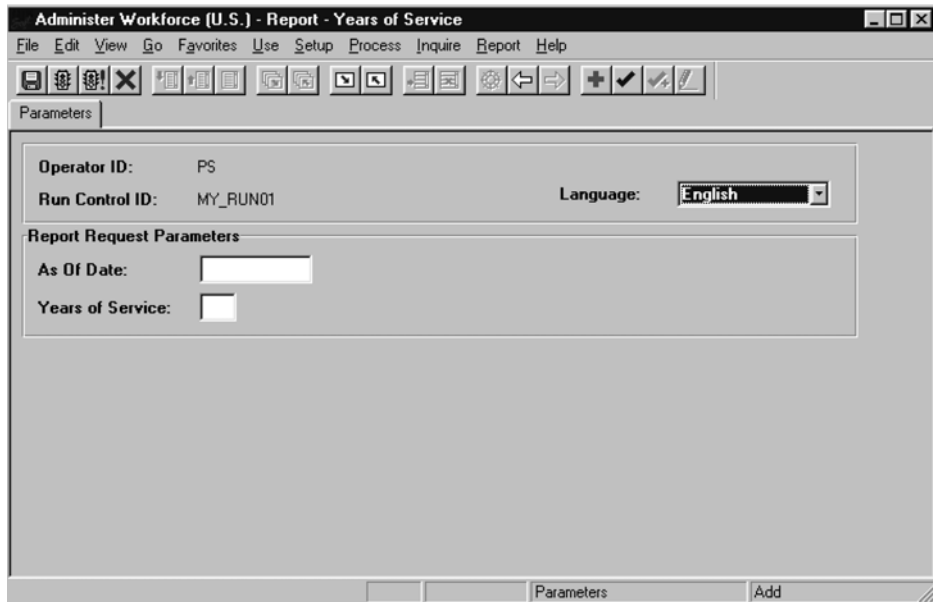 Administer Workforce (U.S.) - Report - Years of Service
File Edit View Go Favorites Use Setup Process Inquire Report Help
Parameters
Operator ID: PS
Run Control ID: MY_RUN01 Language: English
Report Request Parameters
As Of Date:
Years of Service:
Parameters Add